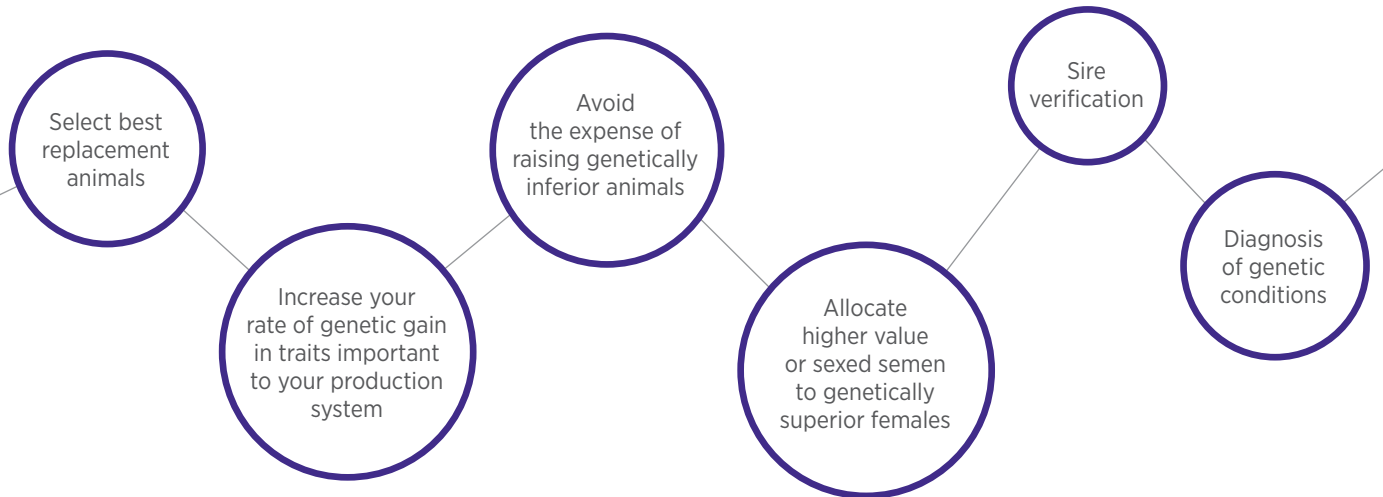 Select best
replacement
animals
Increase your
rate of genetic gain
in traits important
to your production
system
Avoid
the expense of
raising genetically
inferior animals
Allocate
higher value
or sexed semen
to genetically
superior females
Sire
verification
Diagnosis
of genetic
conditions